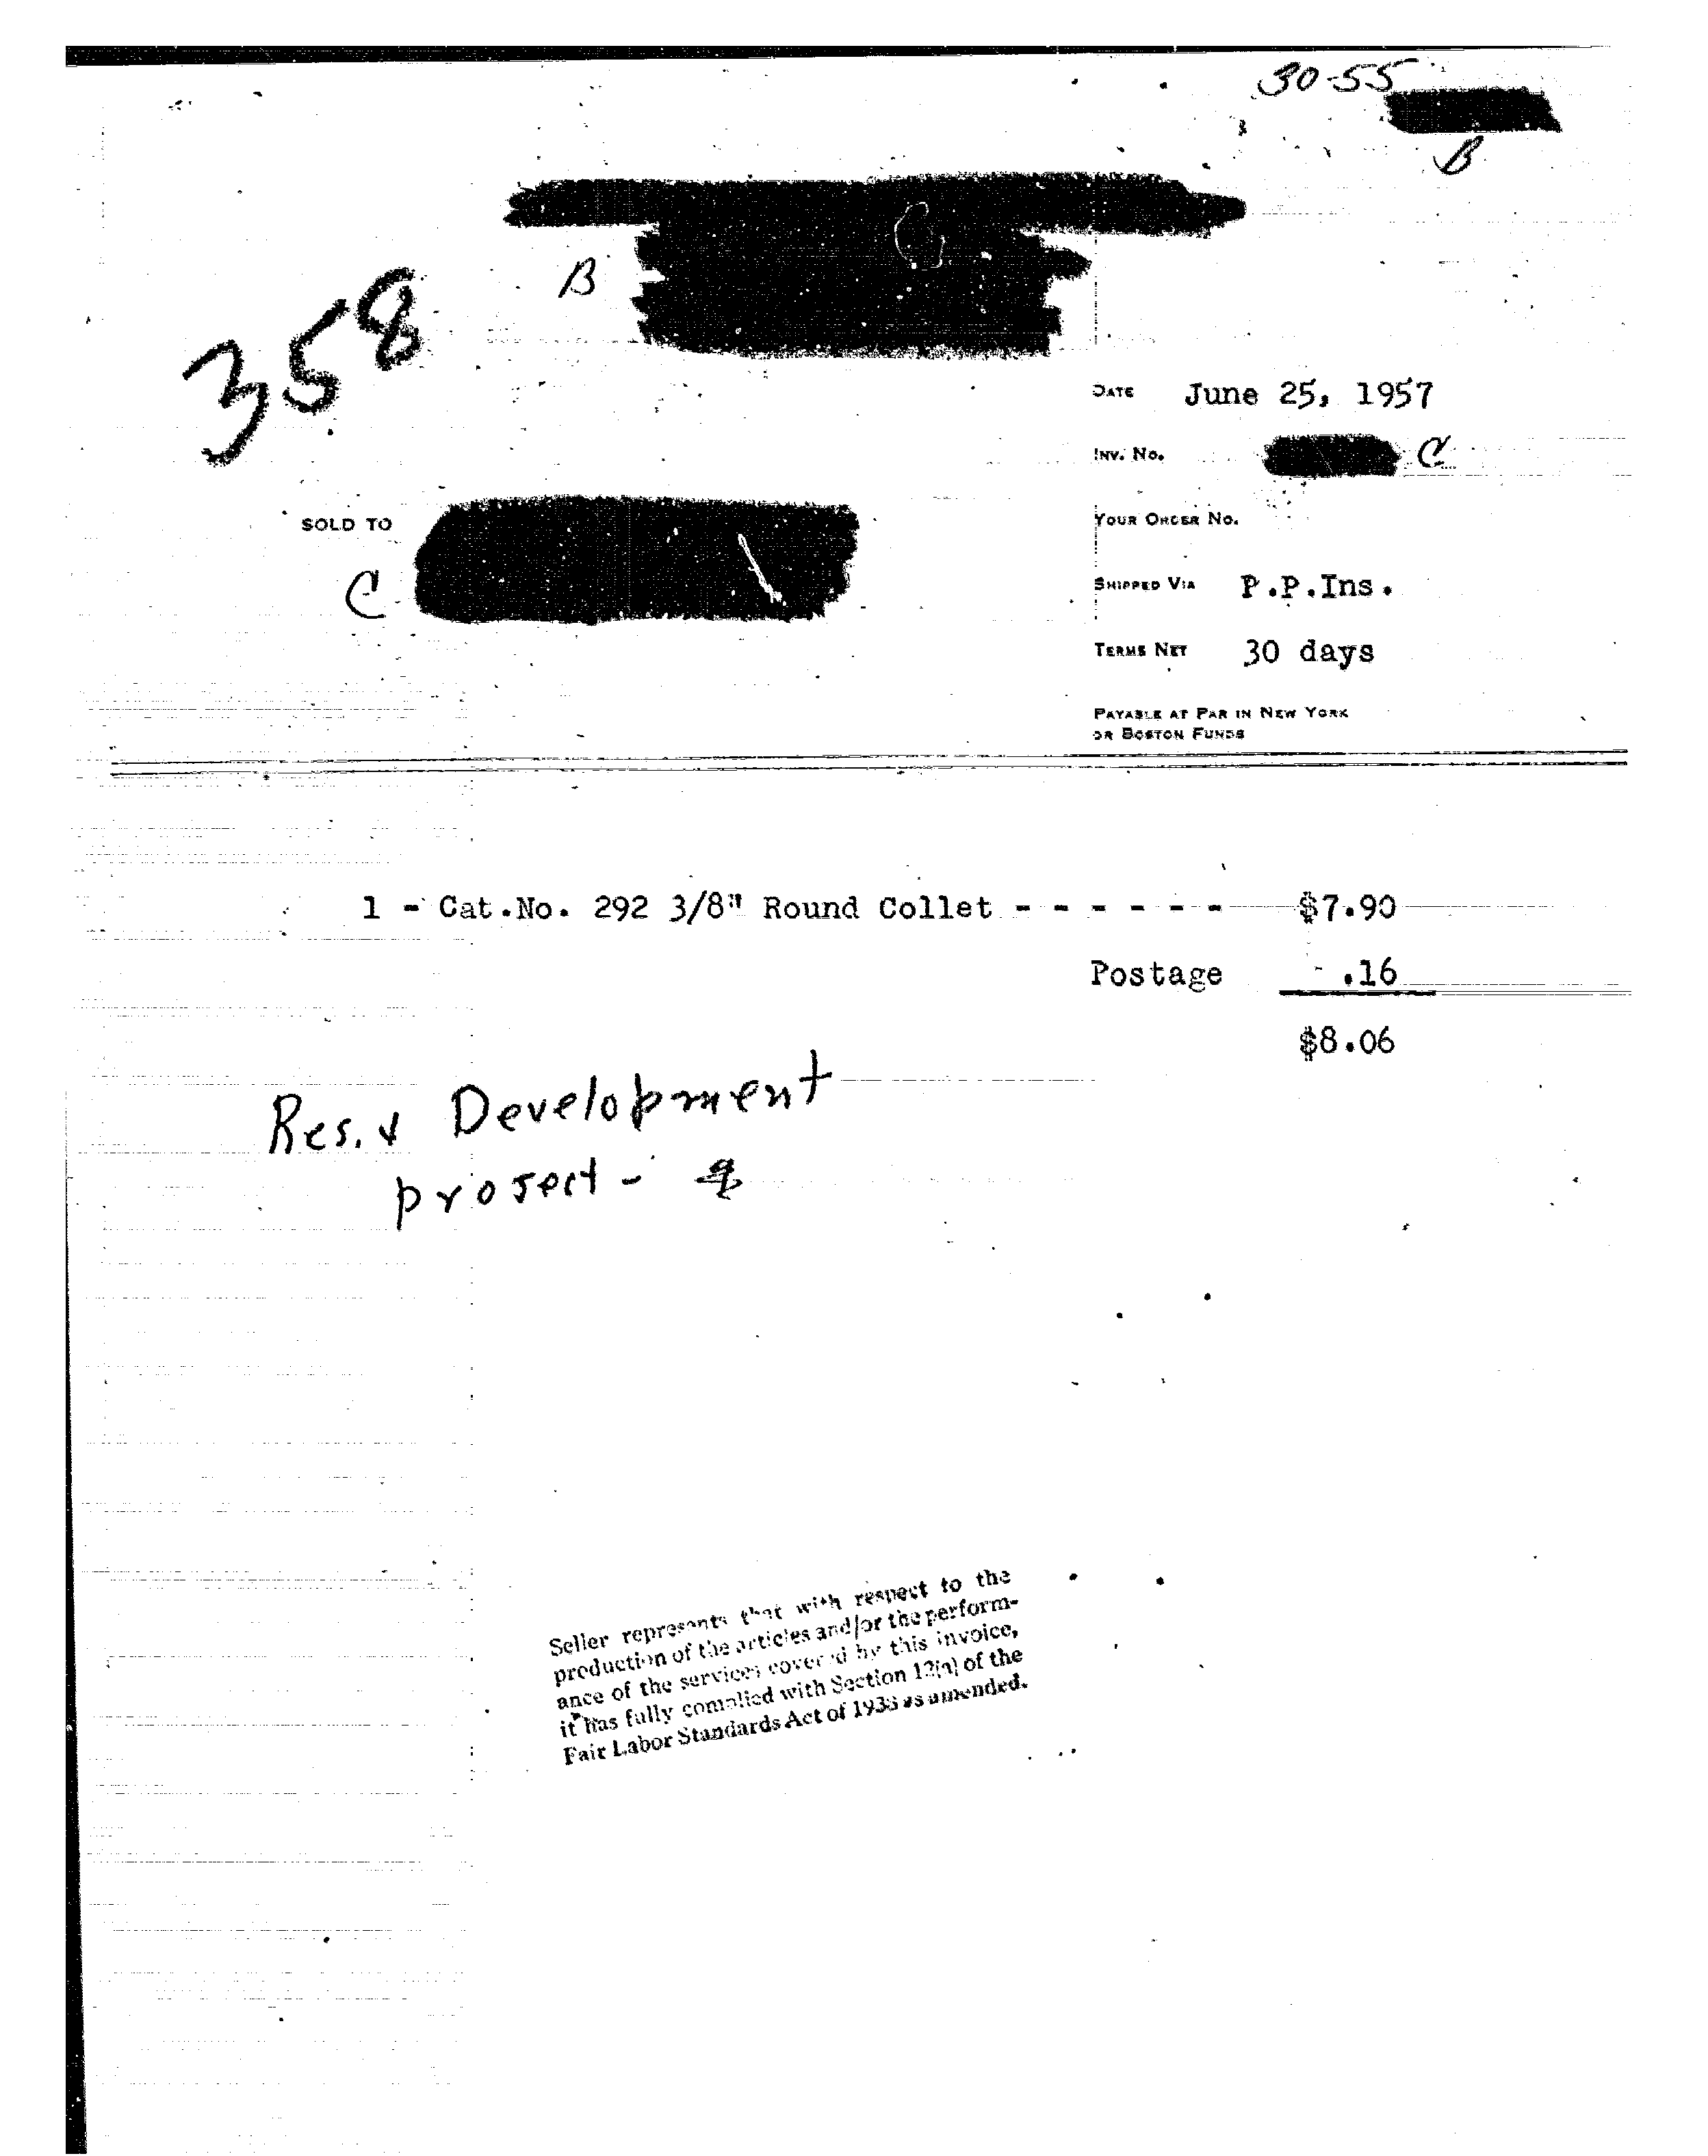 30-55
B
B
358
DATE June 25, 1957
INV. No. C
SOLD TO
YOUR ORDER No.
C
SHIPPED VIA P.P.Ins.
TERMS NET 30 days
PAYABLE AT PAR IN NEW YORK
OR BOSTON FUNDS
1 - Cat.No. 292 3/8" Round Collet - - - - - - $7.90
Postage .16
$8.06
Res. & Development
project -
Seller represents that with respect to the
production of the articles and/or the perform-
ance of the services covered by this invoice,
it has fully complied with Section 12(a) of the
Fair Labor Standards Act of 1938 as amended.